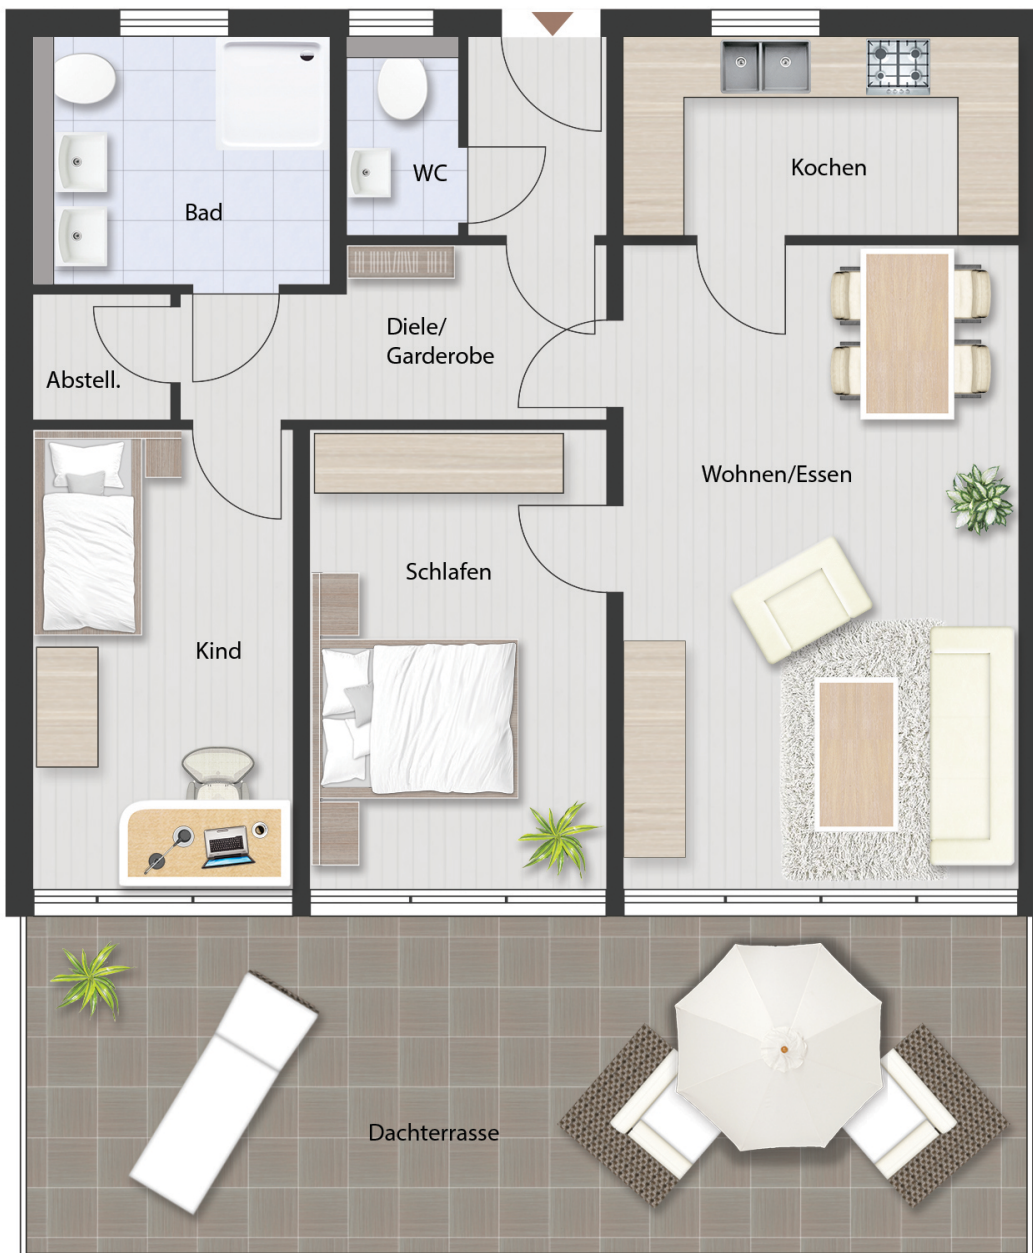 Kochen
WC
Bad
Diele/
Garderobe
Abstell.
Wohnen/Essen
Schlafen
Kind
Dachterrasse